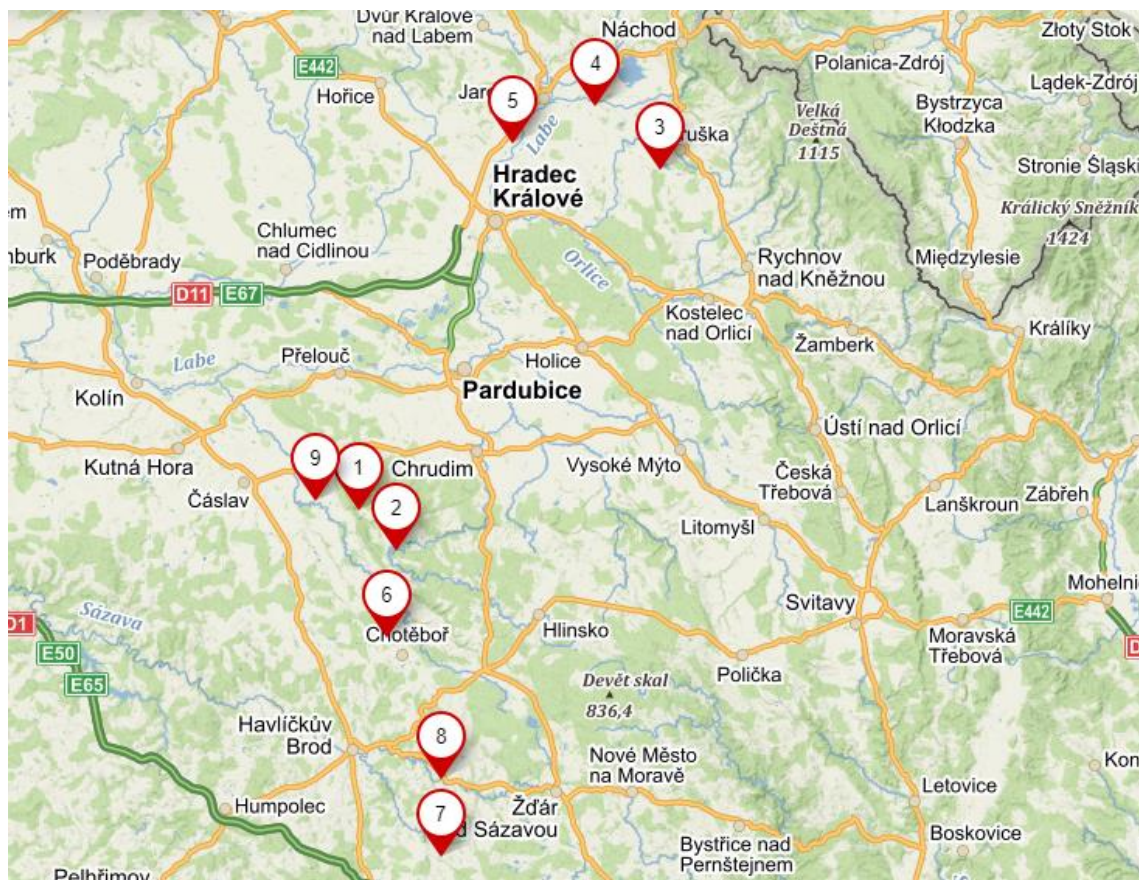 Dvůr Králové
nad Labem
Náchod
Złoty Stok
E442
4
Polanica-Zdrój
Lądek-Zdrój
Hořice
5
Labe
3
Velká
Deštná
1115
Bystrzyca
Kłodzka
Stronie Śląski
Hradec
Králové
Králický Sněžník
1424
Chlumec
nad Cidlinou
Poděbrady
Orlice
Rychnov
nad Kněžnou
Międzylesie
D11
E67
Kostelec
nad Orlicí
Králíky
Žamberk
Labe
Přelouč
Holice
Kolín
Pardubice
Ústí nad Orlicí
Kutná Hora
9
1
Chrudim
Vysoké Mýto
Česká
Třebová
Čáslav
2
Lanškroun
Zábřeh
Litomyšl
6
Sázava
D1
Chotěboř
Hlinsko
Svitavy
E442
Mohelnic
E50
Moravská
Třebová
D
E65
Devět skal
836,4
Polička
Havlíčkův
Brod
8
Nové Město
na Moravě
Kon
Letovice
Humpolec
7
Žďár
d Sázavou
Boskovice
Bystřice nad
Pernštejnem
Pelhřimov